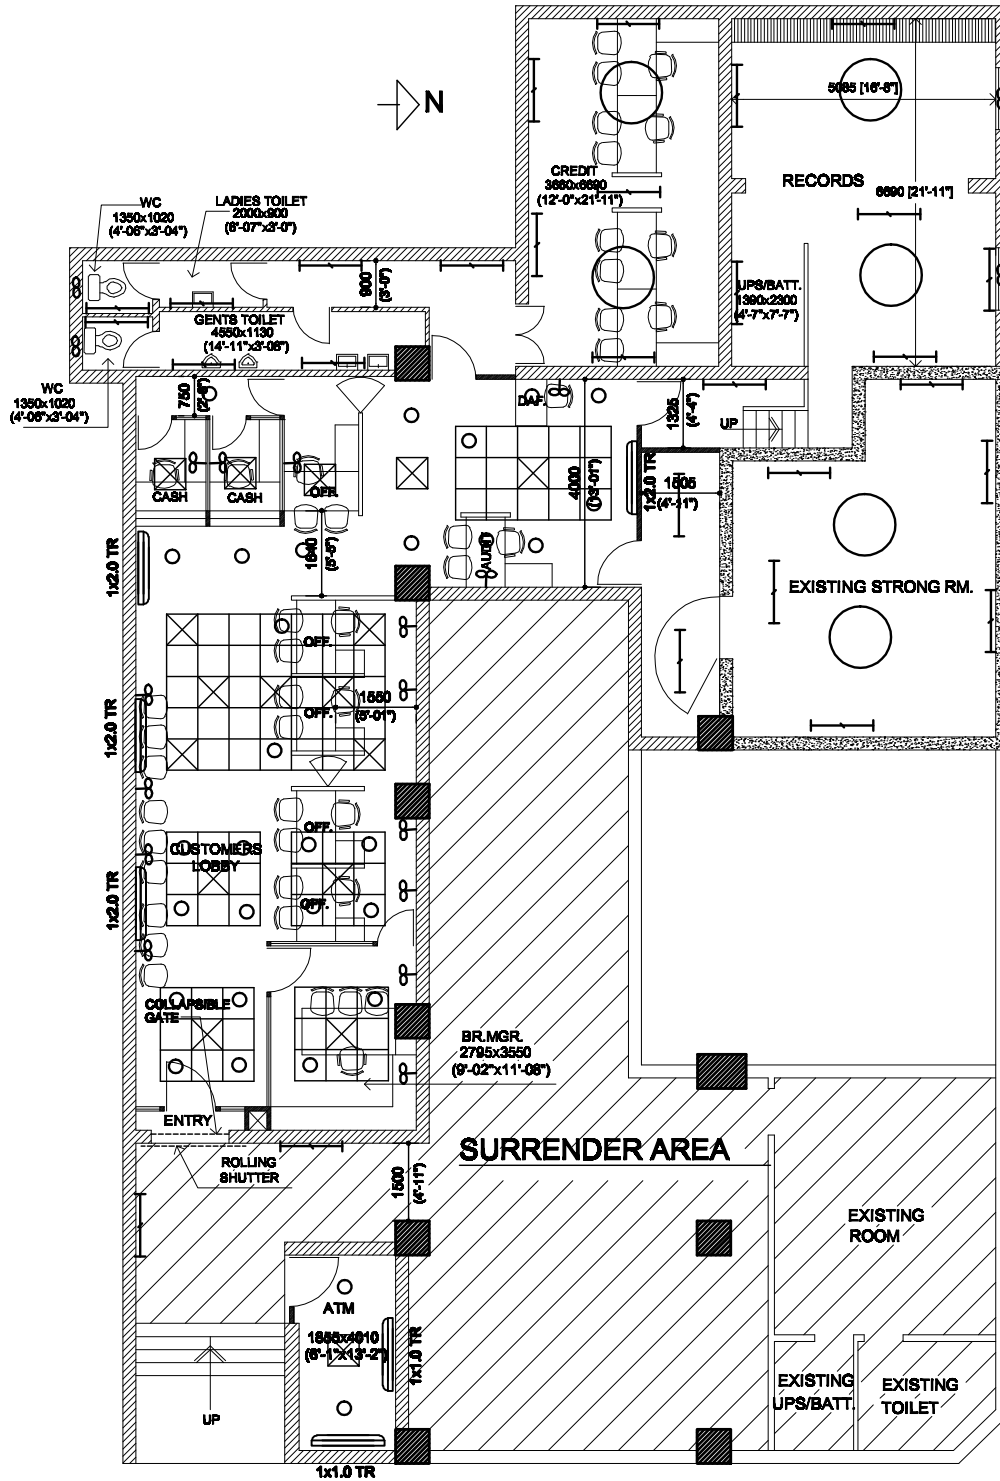 N
5085 [16'-8"]
CREDIT
3660x6690
(12'-0"x21'-11")
RECORDS
6690 [21'-11"]
WC
1350x1020
(4'-06"x3'-04")
LADIES TOILET
2000x900
(6'-07"x3'-0")
900
(3'-0")
UPS/BATT.
1390x2300
(4'-7"x7'-7")
GENTS TOILET
4550x1130
(14'-11"x3'-08")
WC
1350x1020
(4'-06"x3'-04")
750
(2'-6")
DAF.
1325
(4'-4")
UP
CASH
CASH
OFF.
4000
(13'-01")
1x2.0 TR
1505
(4'-11")
AUDIT
1640
(5'-5")
1x2.0 TR
EXISTING STRONG RM.
OFF.
1550
(5'-01")
OFF.
1x2.0 TR
OFF.
CUSTOMERS
LOBBY
1x2.0 TR
OFF.
COLLAPSIBLE
GATE
BR.MGR.
2795x3550
(9'-02"x11'-08")
ENTRY
ROLLING
SHUTTER
SURRENDER AREA
1500
(4'-11")
EXISTING
ROOM
ATM
1855x4010
(6'-1"x13'-2")
1x1.0 TR
UP
EXISTING
UPS/BATT.
EXISTING
TOILET
1x1.0 TR